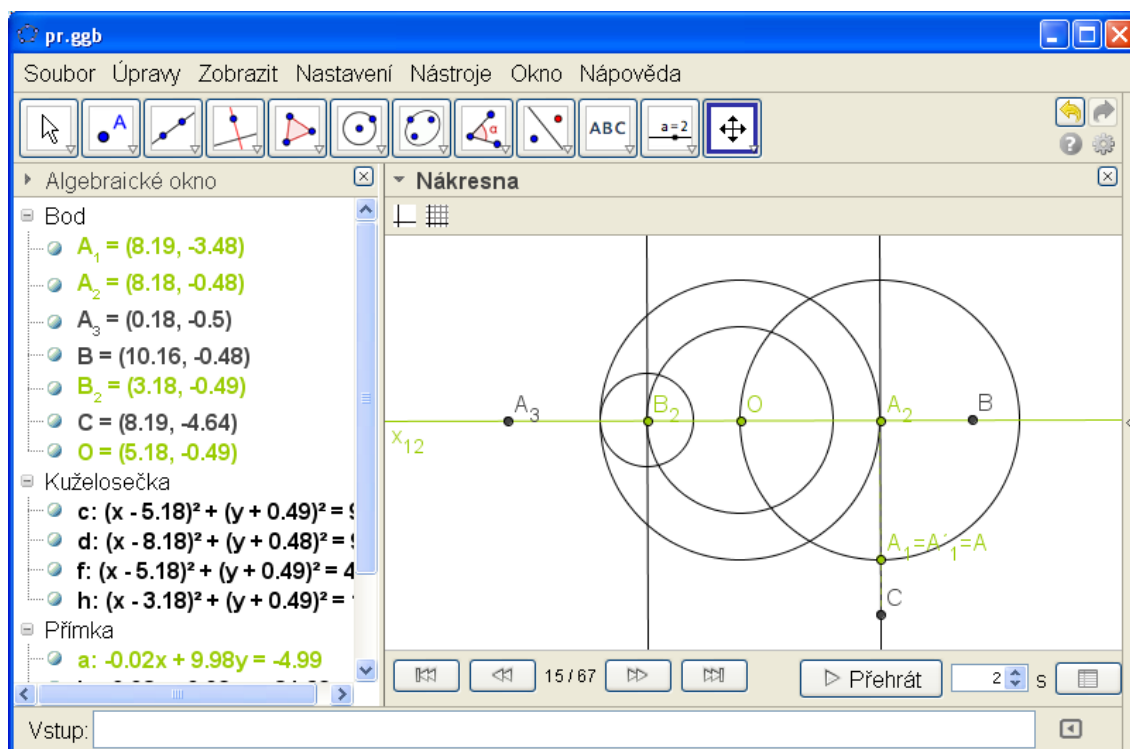 pr.ggb
Soubor Úpravy Zobrazit Nastavení Nástroje Okno Nápověda
A
α
ABC
a=2
Algebraické okno
Nákresna
Bod
A₁ = (8.19, -3.48)
A₂ = (8.18, -0.48)
A₃ = (0.18, -0.5)
B = (10.16, -0.48)
B₂ = (3.18, -0.49)
C = (8.19, -4.64)
O = (5.18, -0.49)
Kuželosečka
c: (x - 5.18)² + (y + 0.49)² = 9
d: (x - 8.18)² + (y + 0.48)² = 9
f: (x - 5.18)² + (y + 0.49)² = 4
h: (x - 3.18)² + (y + 0.49)² =
Přímka
a: -0.02x + 9.98y = -4.99
A₃ B₂ O A₂ B
x₁₂
A₁=A´₁=A
C
15 / 67 Přehrát 2 s
Vstup: